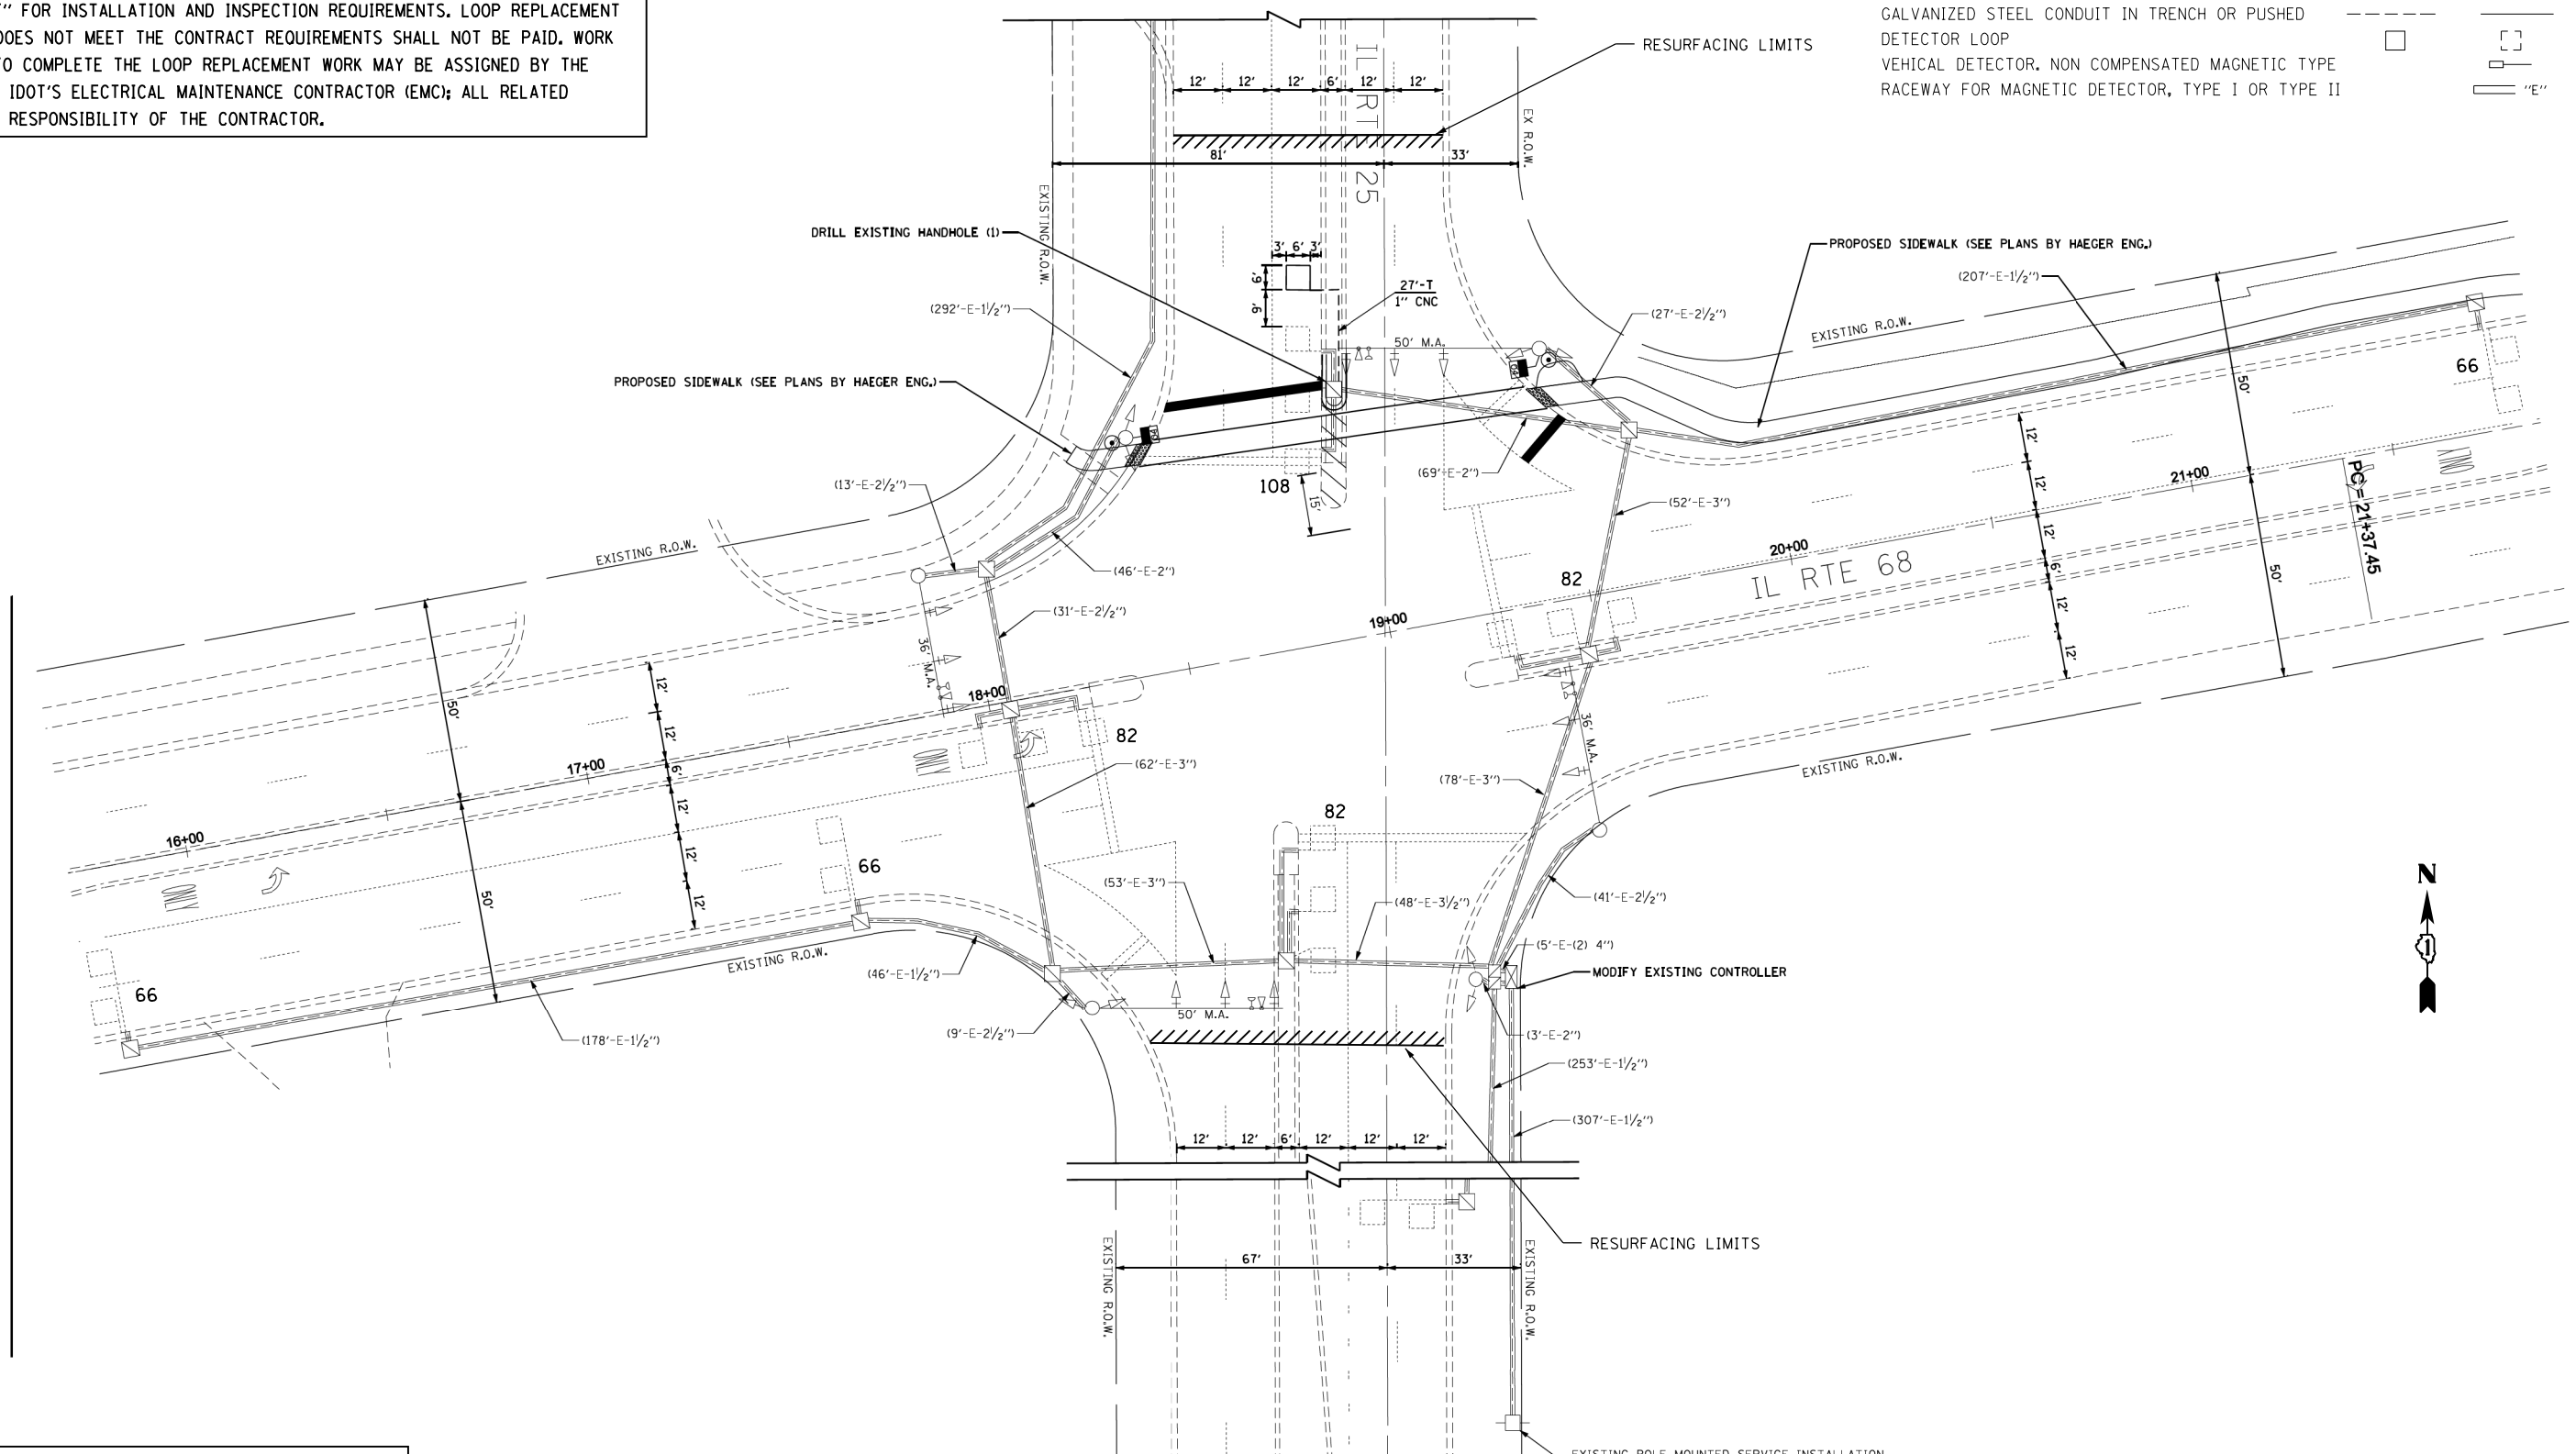 " FOR INSTALLATION AND INSPECTION REQUIREMENTS. LOOP REPLACEMENT
DOES NOT MEET THE CONTRACT REQUIREMENTS SHALL NOT BE PAID. WORK
TO COMPLETE THE LOOP REPLACEMENT WORK MAY BE ASSIGNED BY THE
IDOT'S ELECTRICAL MAINTENANCE CONTRACTOR (EMC); ALL RELATED
RESPONSIBILITY OF THE CONTRACTOR.
GALVANIZED STEEL CONDUIT IN TRENCH OR PUSHED
DETECTOR LOOP
VEHICAL DETECTOR. NON COMPENSATED MAGNETIC TYPE
RACEWAY FOR MAGNETIC DETECTOR, TYPE I OR TYPE II "E"
RESURFACING LIMITS
12' 12' 12' 6' 12' 12'
IL RTE 25
EX R.O.W.
81' 33'
EXISTING R.O.W.
DRILL EXISTING HANDHOLE (1)
3' 6' 3'
6'
9'
27'-T
1" CNC
PROPOSED SIDEWALK (SEE PLANS BY HAEGER ENG.)
(207'-E-1½")
(292'-E-1½")
(27'-E-2½")
EXISTING R.O.W.
50' M.A.
66
50'
PROPOSED SIDEWALK (SEE PLANS BY HAEGER ENG.)
12'
12'
12'
6'
12'
12'
(69'-E-2")
21+00
PC=21+37.45
(13'-E-2½")
108
15'
(52'-E-3")
EXISTING R.O.W.
20+00
IL RTE 68
50'
(46'-E-2")
82
(31'-E-2½")
19+00
36' M.A.
18+00
12'
12'
6'
12'
12'
12'
50'
82
36' M.A.
17+00
(62'-E-3")
(78'-E-3")
EXISTING R.O.W.
16+00
82
66
50'
(53'-E-3")
(48'-E-3½")
(41'-E-2½")
(5'-E-(2) 4")
EXISTING R.O.W.
(46'-E-1½")
MODIFY EXISTING CONTROLLER
N
66
50' M.A.
(9'-E-2½")
(3'-E-2")
(178'-E-1½")
(253'-E-1½")
(307'-E-1½")
12' 12' 6' 12' 12' 12'
RESURFACING LIMITS
67' 33'
EXISTING R.O.W.
EXISTING R.O.W.
EXISTING POLE MOUNTED SERVICE INSTALLATION